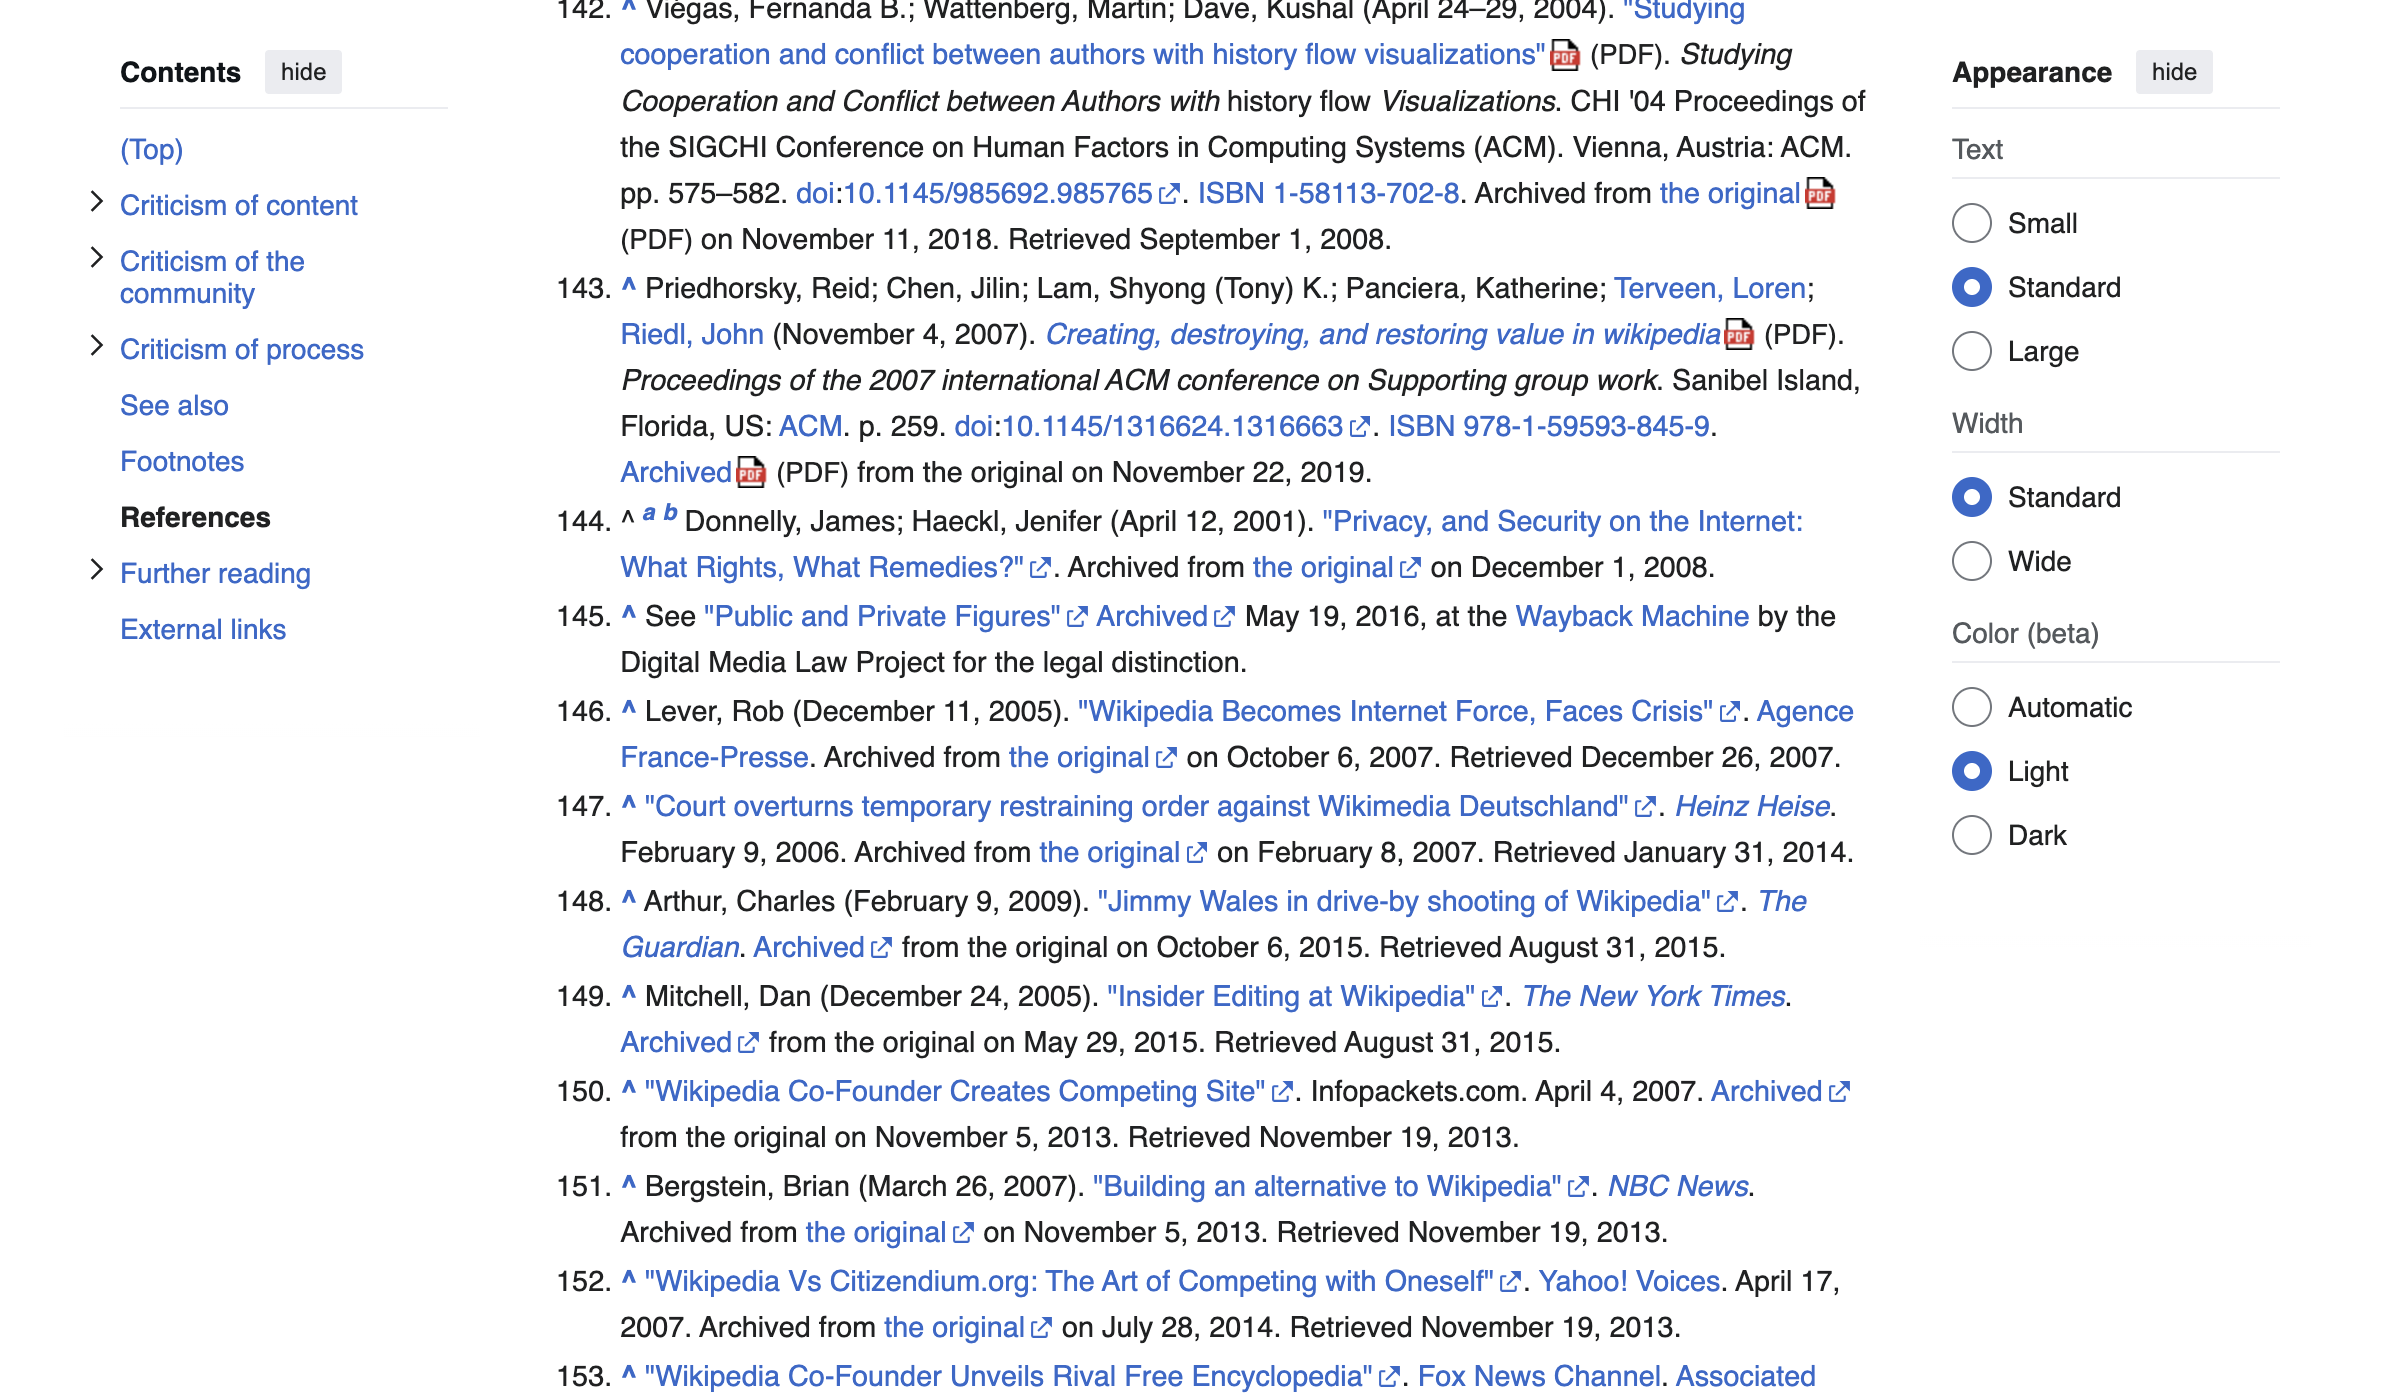 Contents hide
(Top)
Criticism of content
Criticism of the
community
Criticism of process
See also
Footnotes
References
Further reading
External links
142. ^ Viégas, Fernanda B.; Wattenberg, Martin; Dave, Kushal (April 24–29, 2004). "Studying
cooperation and conflict between authors with history flow visualizations" PDF (PDF). Studying
Cooperation and Conflict between Authors with history flow Visualizations. CHI '04 Proceedings of
the SIGCHI Conference on Human Factors in Computing Systems (ACM). Vienna, Austria: ACM.
pp. 575–582. doi:10.1145/985692.985765. ISBN 1-58113-702-8. Archived from the original PDF
(PDF) on November 11, 2018. Retrieved September 1, 2008.
143. ^ Priedhorsky, Reid; Chen, Jilin; Lam, Shyong (Tony) K.; Panciera, Katherine; Terveen, Loren;
Riedl, John (November 4, 2007). Creating, destroying, and restoring value in wikipedia PDF (PDF).
Proceedings of the 2007 international ACM conference on Supporting group work. Sanibel Island,
Florida, US: ACM. p. 259. doi:10.1145/1316624.1316663. ISBN 978-1-59593-845-9.
Archived PDF (PDF) from the original on November 22, 2019.
144. ^ a b Donnelly, James; Haeckl, Jenifer (April 12, 2001). "Privacy, and Security on the Internet:
What Rights, What Remedies?". Archived from the original on December 1, 2008.
145. ^ See "Public and Private Figures" Archived May 19, 2016, at the Wayback Machine by the
Digital Media Law Project for the legal distinction.
146. ^ Lever, Rob (December 11, 2005). "Wikipedia Becomes Internet Force, Faces Crisis". Agence
France-Presse. Archived from the original on October 6, 2007. Retrieved December 26, 2007.
147. ^ "Court overturns temporary restraining order against Wikimedia Deutschland". Heinz Heise.
February 9, 2006. Archived from the original on February 8, 2007. Retrieved January 31, 2014.
148. ^ Arthur, Charles (February 9, 2009). "Jimmy Wales in drive-by shooting of Wikipedia". The
Guardian. Archived from the original on October 6, 2015. Retrieved August 31, 2015.
149. ^ Mitchell, Dan (December 24, 2005). "Insider Editing at Wikipedia". The New York Times.
Archived from the original on May 29, 2015. Retrieved August 31, 2015.
150. ^ "Wikipedia Co-Founder Creates Competing Site". Infopackets.com. April 4, 2007. Archived
from the original on November 5, 2013. Retrieved November 19, 2013.
151. ^ Bergstein, Brian (March 26, 2007). "Building an alternative to Wikipedia". NBC News.
Archived from the original on November 5, 2013. Retrieved November 19, 2013.
152. ^ "Wikipedia Vs Citizendium.org: The Art of Competing with Oneself". Yahoo! Voices. April 17,
2007. Archived from the original on July 28, 2014. Retrieved November 19, 2013.
153. ^ "Wikipedia Co-Founder Unveils Rival Free Encyclopedia". Fox News Channel. Associated
Appearance hide
Text
Small
Standard
Large
Width
Standard
Wide
Color (beta)
Automatic
Light
Dark